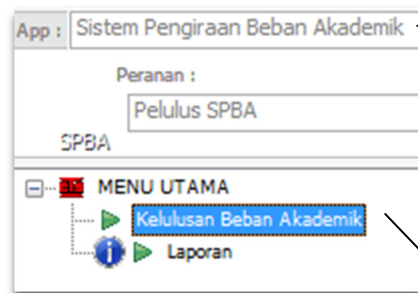 App : Sistem Pengiraan Beban Akademik
Peranan :
Pelulus SPBA
SPBA
MENU UTAMA
Kelulusan Beban Akademik
Laporan